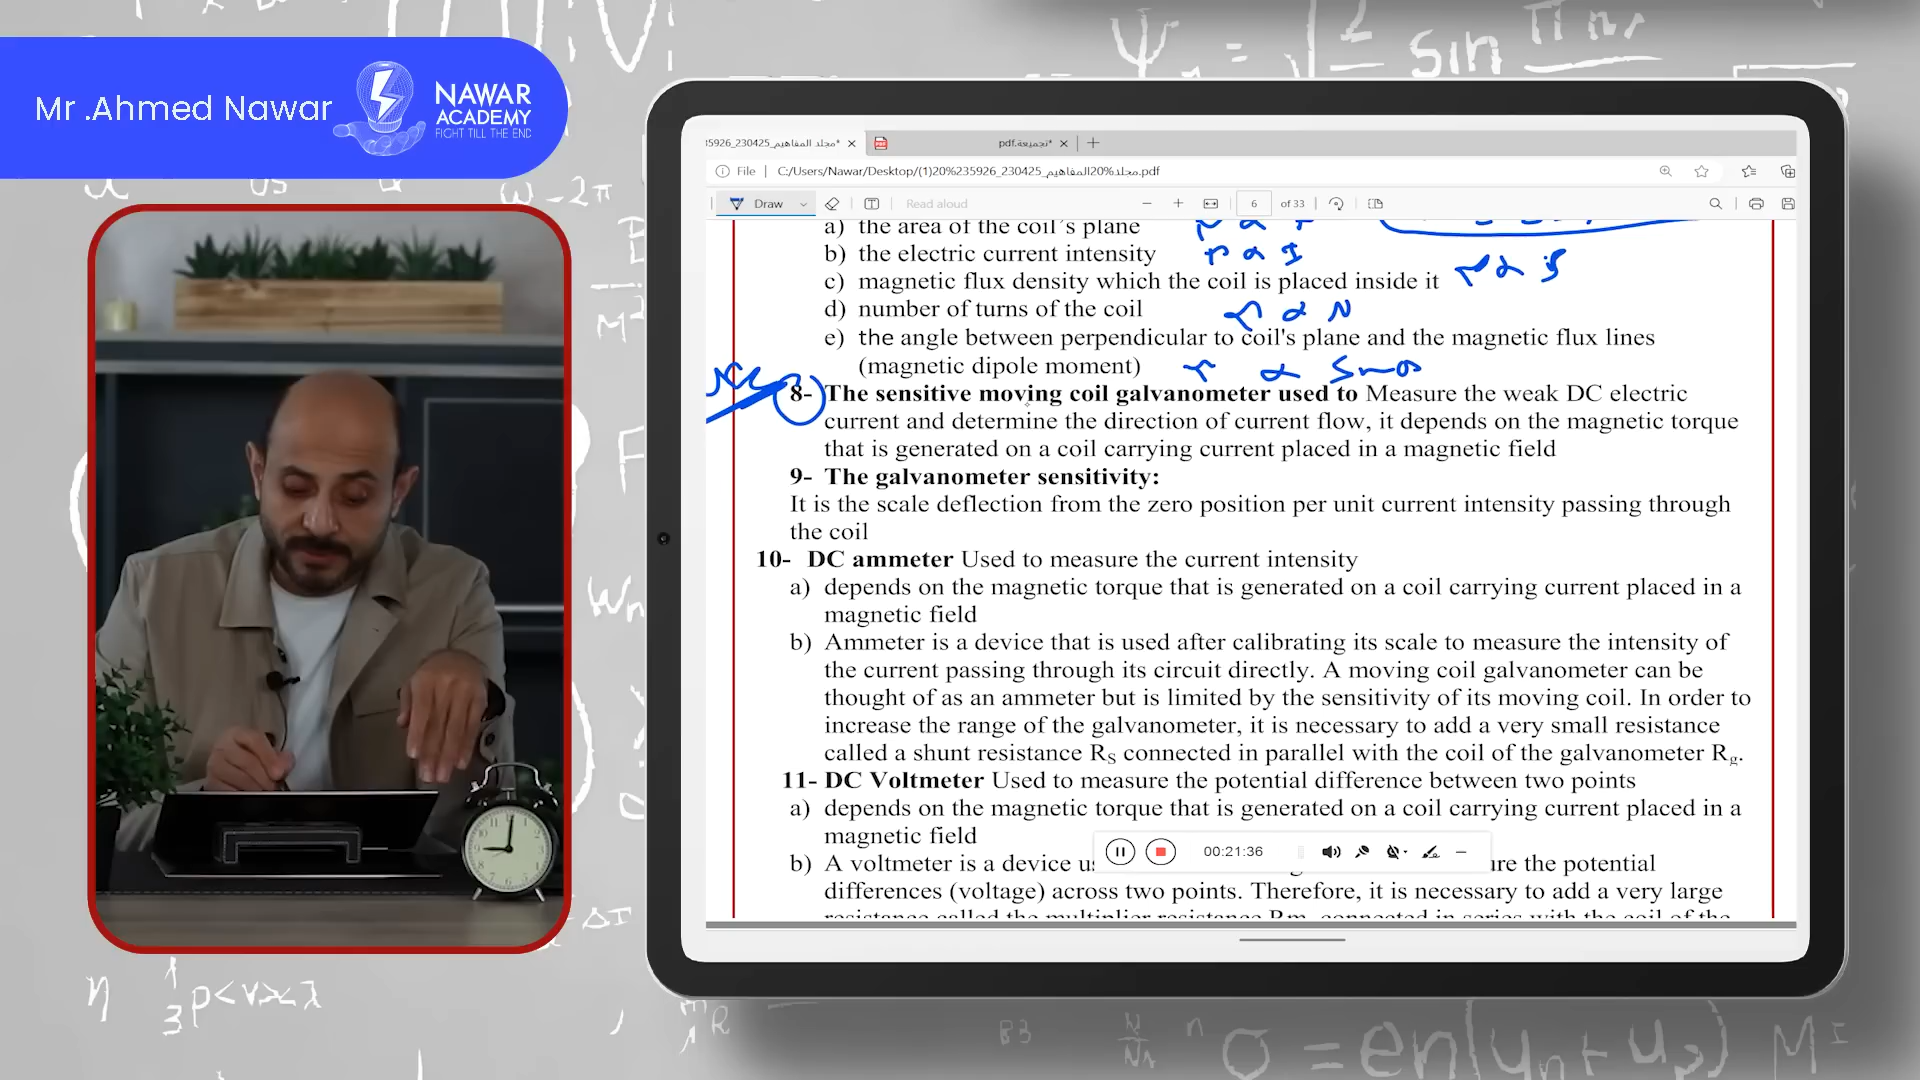 Mr .Ahmed Nawar
NAWAR
ACADEMY
FIGHT TILL THE END
File
C:/Users/Nawar/Desktop/(1)20%235926_230425_المفاهيم20%مجلد.pdf
*تجميعة.pdf
Draw
Read aloud
6 of 33
a) the area of the coil's plane
b) the electric current intensity
c) magnetic flux density which the coil is placed inside it
d) number of turns of the coil
e) the angle between perpendicular to coil's plane and the magnetic flux lines
(magnetic dipole moment)
8- The sensitive moving coil galvanometer used to Measure the weak DC electric
current and determine the direction of current flow, it depends on the magnetic torque
that is generated on a coil carrying current placed in a magnetic field
9- The galvanometer sensitivity:
It is the scale deflection from the zero position per unit current intensity passing through
the coil
10- DC ammeter Used to measure the current intensity
a) depends on the magnetic torque that is generated on a coil carrying current placed in a
magnetic field
b) Ammeter is a device that is used after calibrating its scale to measure the intensity of
the current passing through its circuit directly. A moving coil galvanometer can be
thought of as an ammeter but is limited by the sensitivity of its moving coil. In order to
increase the range of the galvanometer, it is necessary to add a very small resistance
called a shunt resistance RS connected in parallel with the coil of the galvanometer Rg.
11- DC Voltmeter Used to measure the potential difference between two points
a) depends on the magnetic torque that is generated on a coil carrying current placed in a
magnetic field
b) A voltmeter is a device
the potential
differences (voltage) across two points. Therefore, it is necessary to add a very large
00:21:36